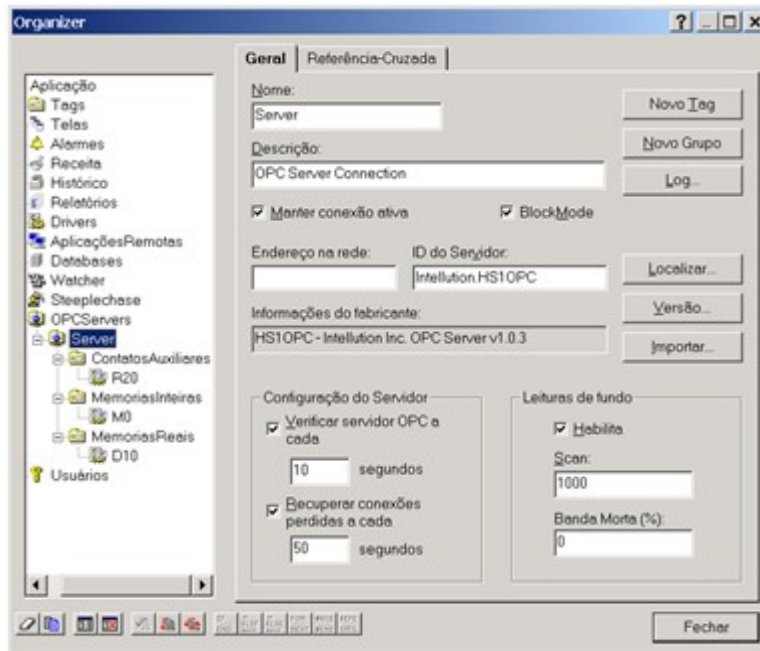 Organizer
Aplicação
Tags
Telas
Alarmes
Receita
Histórico
Relatórios
Drivers
AplicaçõesRemotas
Databases
Watcher
Steeplechase
OPCServers
Server
ContatosAuxiliares
R20
MemoriasInteiras
M0
MemoriasReais
D10
Usuários
Geral
Referência-Cruzada
Nome:
Server
Novo Tag
Descrição:
Novo Grupo
OPC Server Connection
Log...
Manter conexão ativa
BlockMode
Endereço na rede:
ID do Servidor:
Intellution.HS1OPC
Localizar...
Informações do fabricante:
Versão...
HS1OPC - Intellution Inc. OPC Server v1.0.3
Importar...
Configuração do Servidor
Verificar servidor OPC a
cada
10 segundos
Recuperar conexões
perdidas a cada
50 segundos
Leituras de fundo
Habilita
Scan:
1000
Banda Morta (%):
0
Fechar